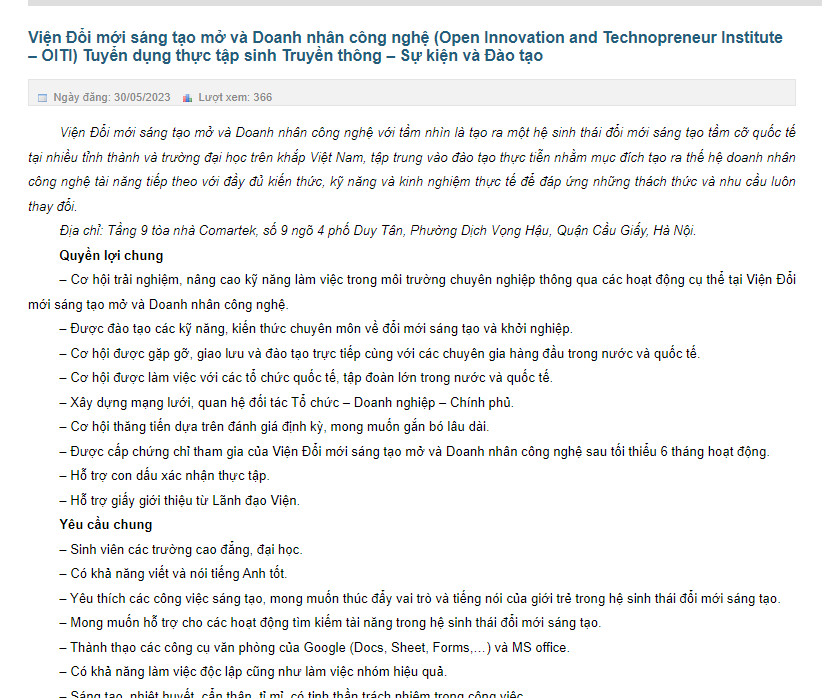 Viện Đổi mới sáng tạo mở và Doanh nhân công nghệ (Open Innovation and Technopreneur Institute
– OITI) Tuyển dụng thực tập sinh Truyền thông – Sự kiện và Đào tạo
Ngày đăng: 30/05/2023 Lượt xem: 366
Viện Đổi mới sáng tạo mở và Doanh nhân công nghệ với tầm nhìn là tạo ra một hệ sinh thái đổi mới sáng tạo tầm cỡ quốc tế
tại nhiều tỉnh thành và trường đại học trên khắp Việt Nam, tập trung vào đào tạo thực tiễn nhằm mục đích tạo ra thế hệ doanh nhân
công nghệ tài năng tiếp theo với đầy đủ kiến thức, kỹ năng và kinh nghiệm thực tế để đáp ứng những thách thức và nhu cầu luôn
thay đổi.
Địa chỉ: Tầng 9 tòa nhà Comartek, số 9 ngõ 4 phố Duy Tân, Phường Dịch Vọng Hậu, Quận Cầu Giấy, Hà Nội.
Quyền lợi chung
– Cơ hội trải nghiệm, nâng cao kỹ năng làm việc trong môi trường chuyên nghiệp thông qua các hoạt động cụ thể tại Viện Đổi
mới sáng tạo mở và Doanh nhân công nghệ.
– Được đào tạo các kỹ năng, kiến thức chuyên môn về đổi mới sáng tạo và khởi nghiệp.
– Cơ hội được gặp gỡ, giao lưu và đào tạo trực tiếp cùng với các chuyên gia hàng đầu trong nước và quốc tế.
– Cơ hội được làm việc với các tổ chức quốc tế, tập đoàn lớn trong nước và quốc tế.
– Xây dựng mạng lưới, quan hệ đối tác Tổ chức – Doanh nghiệp – Chính phủ.
– Cơ hội thăng tiến dựa trên đánh giá định kỳ, mong muốn gắn bó lâu dài.
– Được cấp chứng chỉ tham gia của Viện Đổi mới sáng tạo mở và Doanh nhân công nghệ sau tối thiểu 6 tháng hoạt động.
– Hỗ trợ con dấu xác nhận thực tập.
– Hỗ trợ giấy giới thiệu từ Lãnh đạo Viện.
Yêu cầu chung
– Sinh viên các trường cao đẳng, đại học.
– Có khả năng viết và nói tiếng Anh tốt.
– Yêu thích các công việc sáng tạo, mong muốn thúc đẩy vai trò và tiếng nói của giới trẻ trong hệ sinh thái đổi mới sáng tạo.
– Mong muốn hỗ trợ cho các hoạt động tìm kiếm tài năng trong hệ sinh thái đổi mới sáng tạo.
– Thành thạo các công cụ văn phòng của Google (Docs, Sheet, Forms,...) và MS office.
– Có khả năng làm việc độc lập cũng như làm việc nhóm hiệu quả.
– Sáng tạo, nhiệt huyết, cẩn thận, tỉ mỉ, có tinh thần trách nhiệm trong công việc.